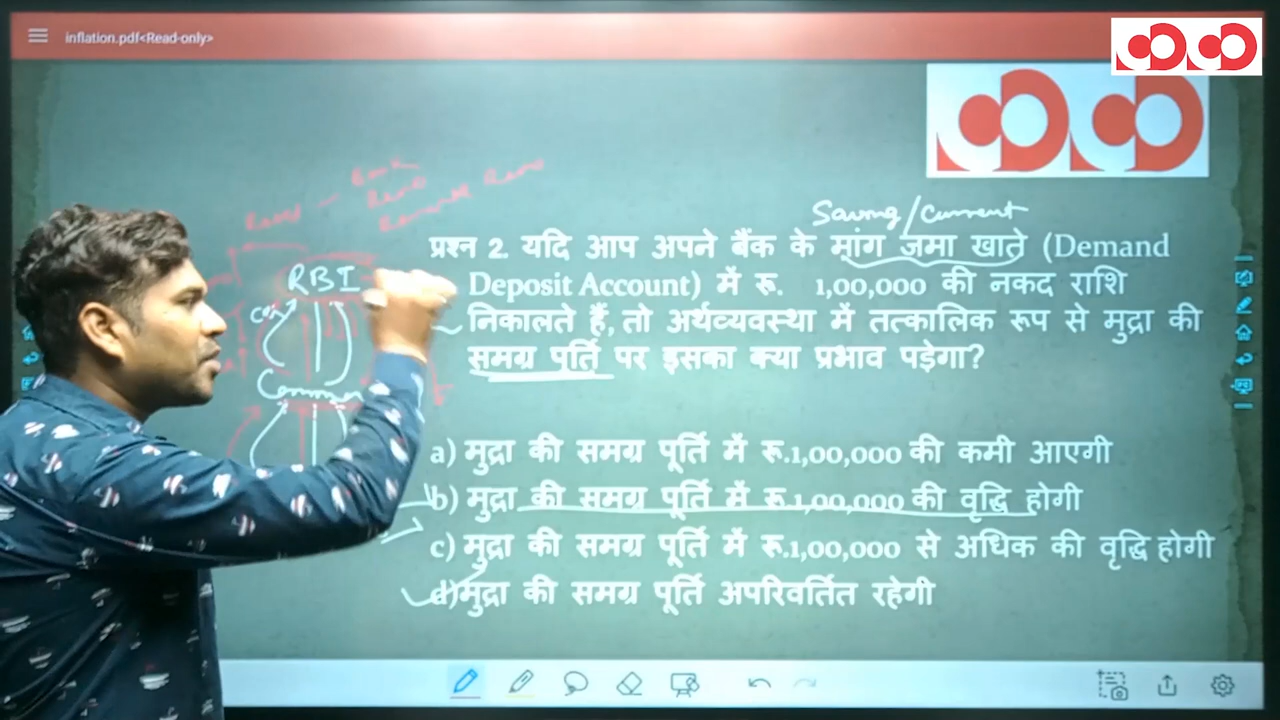 inflation.pdf<Read-only>
Saving/Current
प्रश्न 2. यदि आप अपने बैंक के मांग जमा खाते (Demand
Deposit Account) में रू. 1,00,000 की नकद राशि
निकालते हैं, तो अर्थव्यवस्था में तत्कालिक रूप से मुद्रा की
समग्र पूर्ति पर इसका क्या प्रभाव पड़ेगा?
RBI
a) मुद्रा की समग्र पूर्ति में रू.1,00,000 की कमी आएगी
b) मुद्रा की समग्र पूर्ति में रू.1,00,000 की वृद्धि होगी
c) मुद्रा की समग्र पूर्ति में रू.1,00,000 से अधिक की वृद्धि होगी
d)मुद्रा की समग्र पूर्ति अपरिवर्तित रहेगी